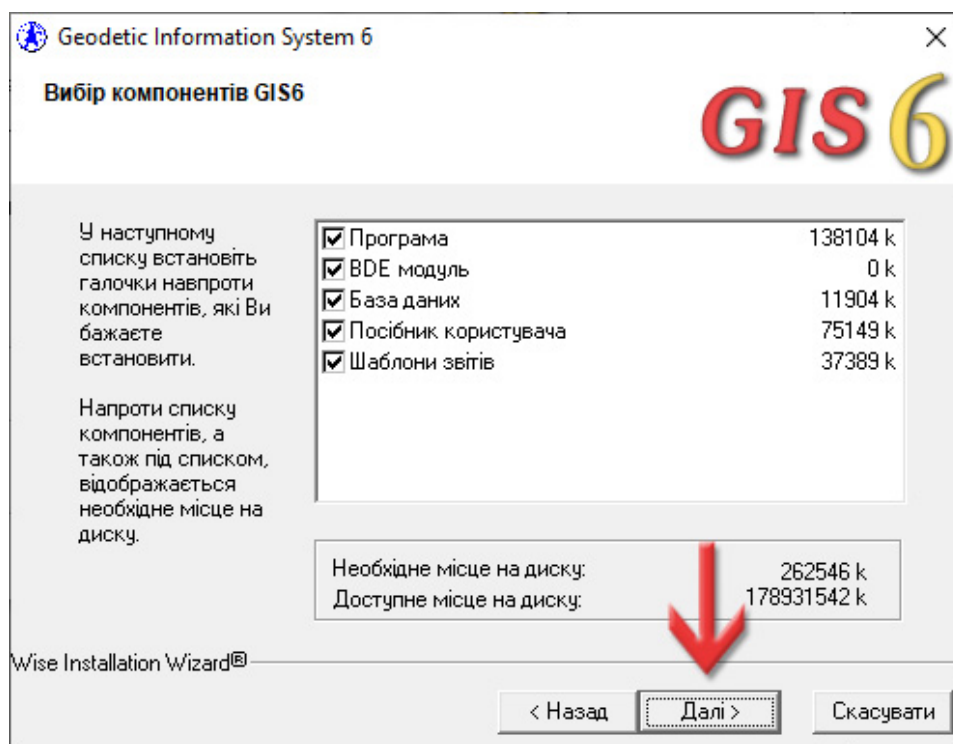 Geodetic Information System 6
Вибір компонентів GIS6
GIS 6
У наступному
списку встановіть
галочки навпроти
компонентів, які Ви
бажаєте
встановити.
Напроти списку
компонентів, а
також під списком,
відображається
необхідне місце на
диску.
Програма 138104 k
BDE модуль 0 k
База даних 11904 k
Посібник користувача 75149 k
Шаблони звітів 37389 k
Необхідне місце на диску: 262546 k
Доступне місце на диску: 178931542 k
Wise Installation Wizard®
< Назад Далі > Скасувати